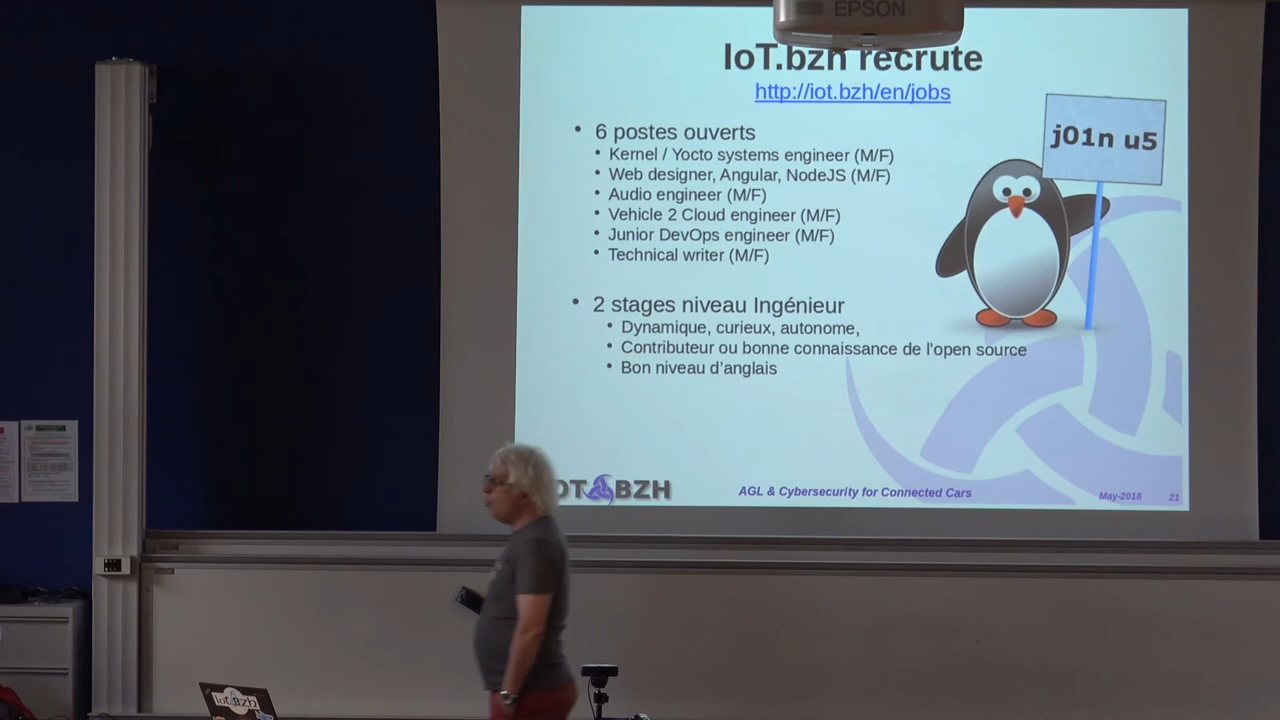 EPSON
IoT.bzh recrute
http://iot.bzh/en/jobs
j01n u5
• 6 postes ouverts
• Kernel / Yocto systems engineer (M/F)
• Web designer, Angular, NodeJS (M/F)
• Audio engineer (M/F)
• Vehicle 2 Cloud engineer (M/F)
• Junior DevOps engineer (M/F)
• Technical writer (M/F)
• 2 stages niveau Ingénieur
• Dynamique, curieux, autonome,
• Contributeur ou bonne connaissance de l'open source
• Bon niveau d'anglais
OT BZH
AGL & Cybersecurity for Connected Cars
May-2018
21
IoT.bzh